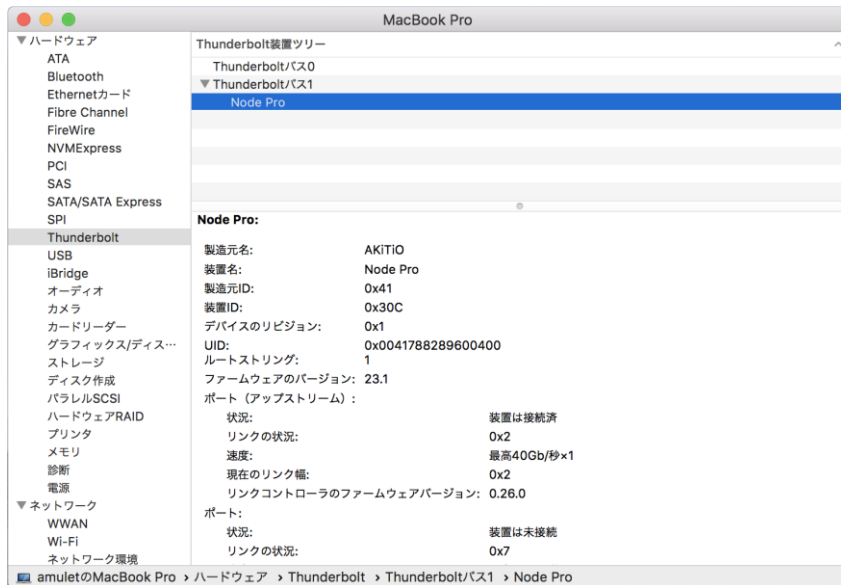 MacBook Pro
▼ハードウェア
ATA
Bluetooth
Ethernetカード
Fibre Channel
FireWire
NVMExpress
PCI
SAS
SATA/SATA Express
SPI
Thunderbolt
USB
iBridge
オーディオ
カメラ
カードリーダー
グラフィックス/ディス…
ストレージ
ディスク作成
パラレルSCSI
ハードウェアRAID
プリンタ
メモリ
診断
電源
▼ネットワーク
WWAN
Wi-Fi
ネットワーク環境
Thunderbolt装置ツリー
Thunderboltバス0
▼Thunderboltバス1
Node Pro
Node Pro:
製造元名: AKiTiO
装置名: Node Pro
製造元ID: 0x41
装置ID: 0x30C
デバイスのリビジョン: 0x1
UID: 0x0041788289600400
ルートストリング: 1
ファームウェアのバージョン: 23.1
ポート（アップストリーム）:
状況: 装置は接続済
リンクの状況: 0x2
速度: 最高40Gb/秒×1
現在のリンク幅: 0x2
リンクコントローラのファームウェアバージョン: 0.26.0
ポート:
状況: 装置は未接続
リンクの状況: 0x7
amuletのMacBook Pro › ハードウェア › Thunderbolt › Thunderboltバス1 › Node Pro